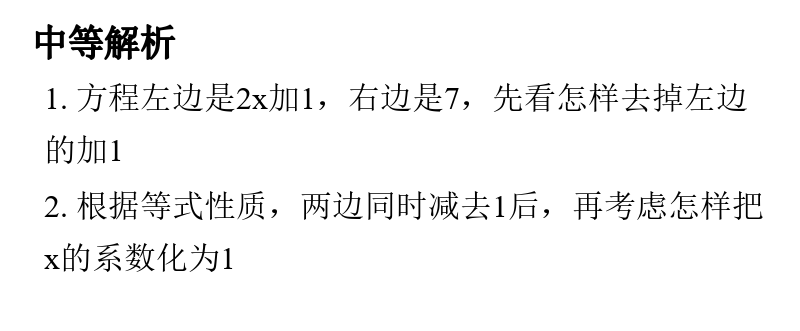 中等解析
1. 方程左边是2x加1，右边是7，先看怎样去掉左边
的加1
2. 根据等式性质，两边同时减去1后，再考虑怎样把
x的系数化为1